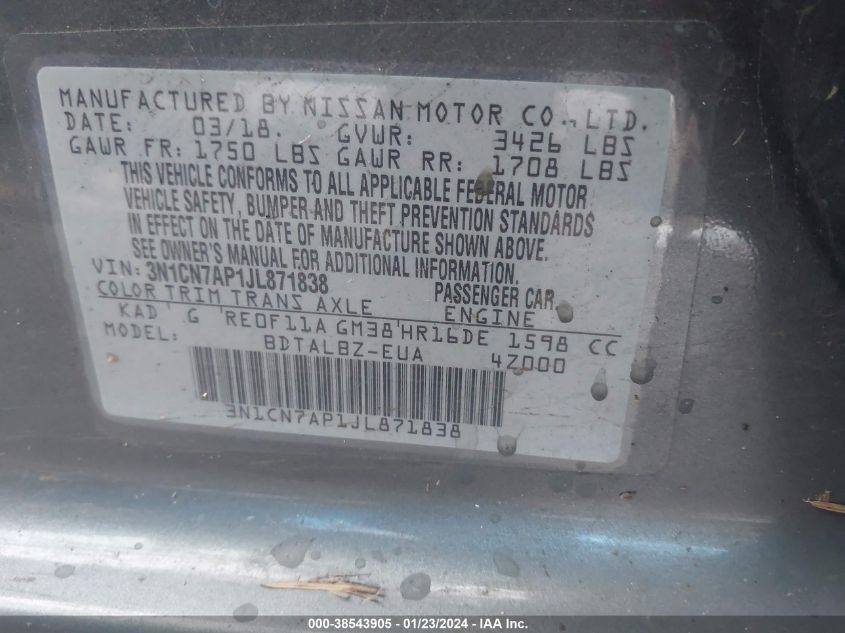 MANUFACTURED BY NISSAN MOTOR CO., LTD.
DATE: 03/18. GVWR: 3426 LBS
GAWR FR: 1750 LBS GAWR RR: 1708 LBS
THIS VEHICLE CONFORMS TO ALL APPLICABLE FEDERAL MOTOR
VEHICLE SAFETY, BUMPER AND THEFT PREVENTION STANDARDS
IN EFFECT ON THE DATE OF MANUFACTURE SHOWN ABOVE.
SEE OWNER'S MANUAL FOR ADDITIONAL INFORMATION.
VIN: 3N1CN7AP1JL871838 PASSENGER CAR
COLOR TRIM TRANS AXLE ENGINE
KAD G RE0F11A GM38 HR16DE 1598 CC
MODEL: BDTALBZ-EUA 4Z000
3N1CN7AP1JL871838
000-38543905 - 01/23/2024 - IAA Inc.